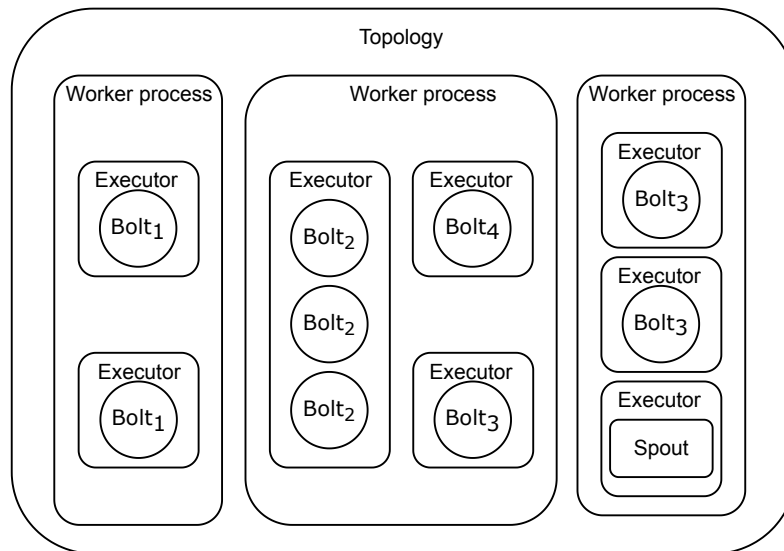 Topology
Worker process
Executor
Bolt1
Executor
Bolt1
Worker process
Executor
Bolt2
Bolt2
Bolt2
Executor
Bolt4
Executor
Bolt3
Worker process
Executor
Bolt3
Executor
Bolt3
Executor
Spout